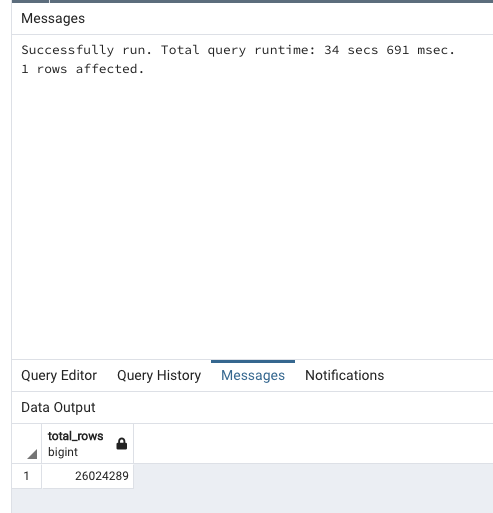 Messages
Successfully run. Total query runtime: 34 secs 691 msec.
1 rows affected.
Query Editor Query History Messages Notifications
Data Output
total_rows
bigint
1 26024289